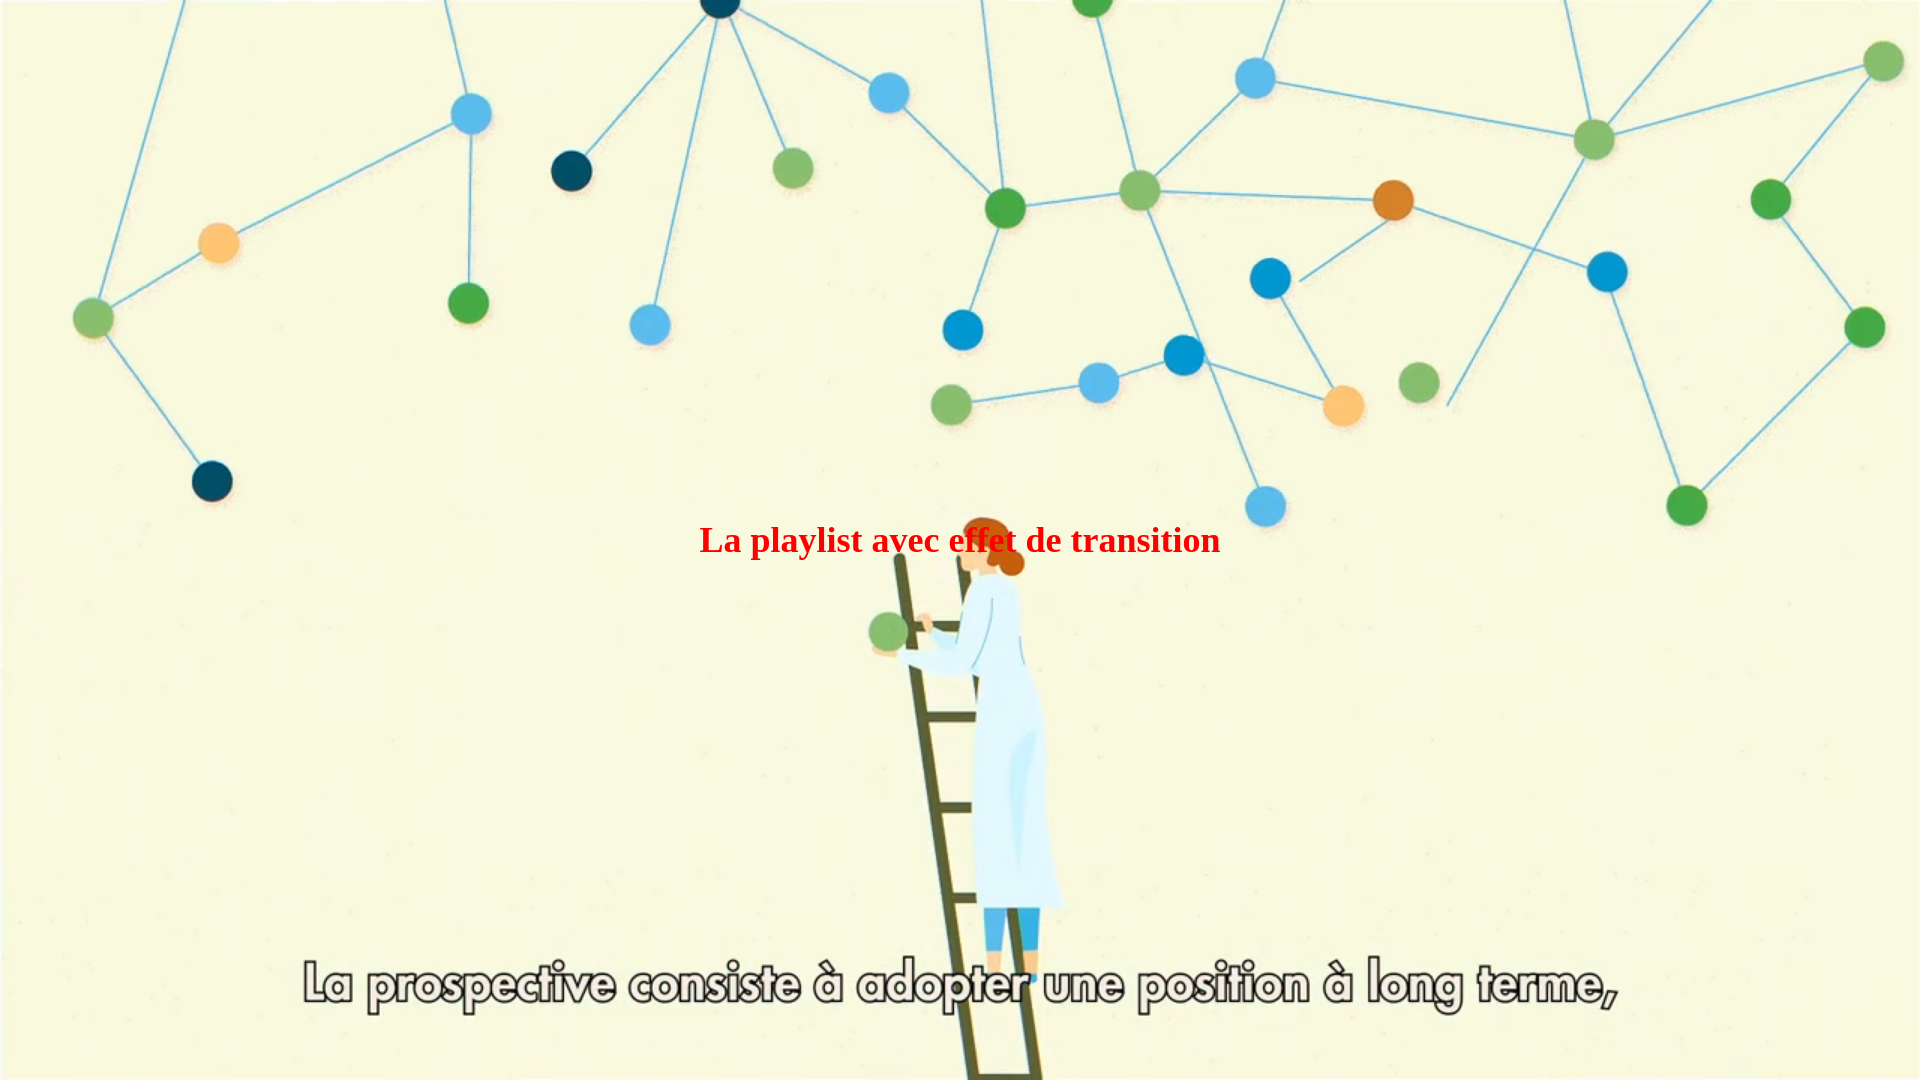 La playlist avec effet de transition
La prospective consiste à adopter une position à long terme,